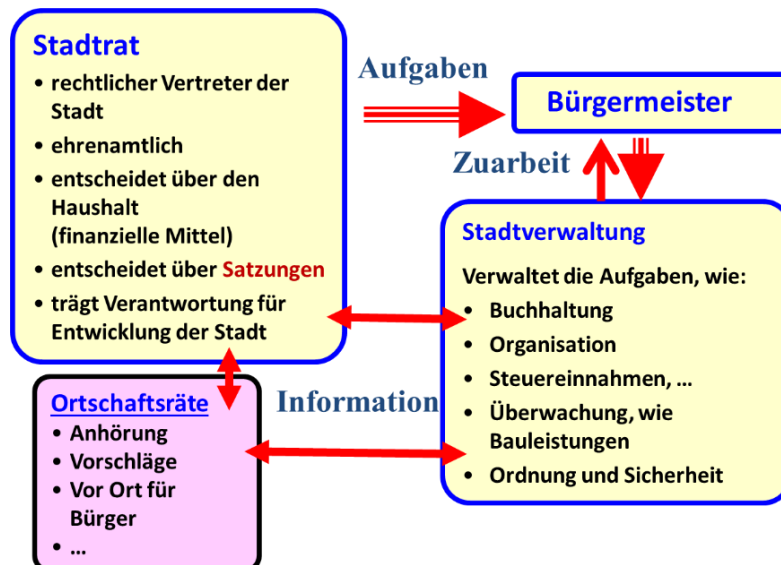 Stadtrat
• rechtlicher Vertreter der
Stadt
• ehrenamtlich
• entscheidet über den
Haushalt
(finanzielle Mittel)
• entscheidet über Satzungen
• trägt Verantwortung für
Entwicklung der Stadt
Aufgaben
Bürgermeister
Zuarbeit
Stadtverwaltung
Verwaltet die Aufgaben, wie:
• Buchhaltung
• Organisation
• Steuereinnahmen, ...
• Überwachung, wie
Bauleistungen
• Ordnung und Sicherheit
Information
Ortschaftsräte
• Anhörung
• Vorschläge
• Vor Ort für
Bürger
• ...